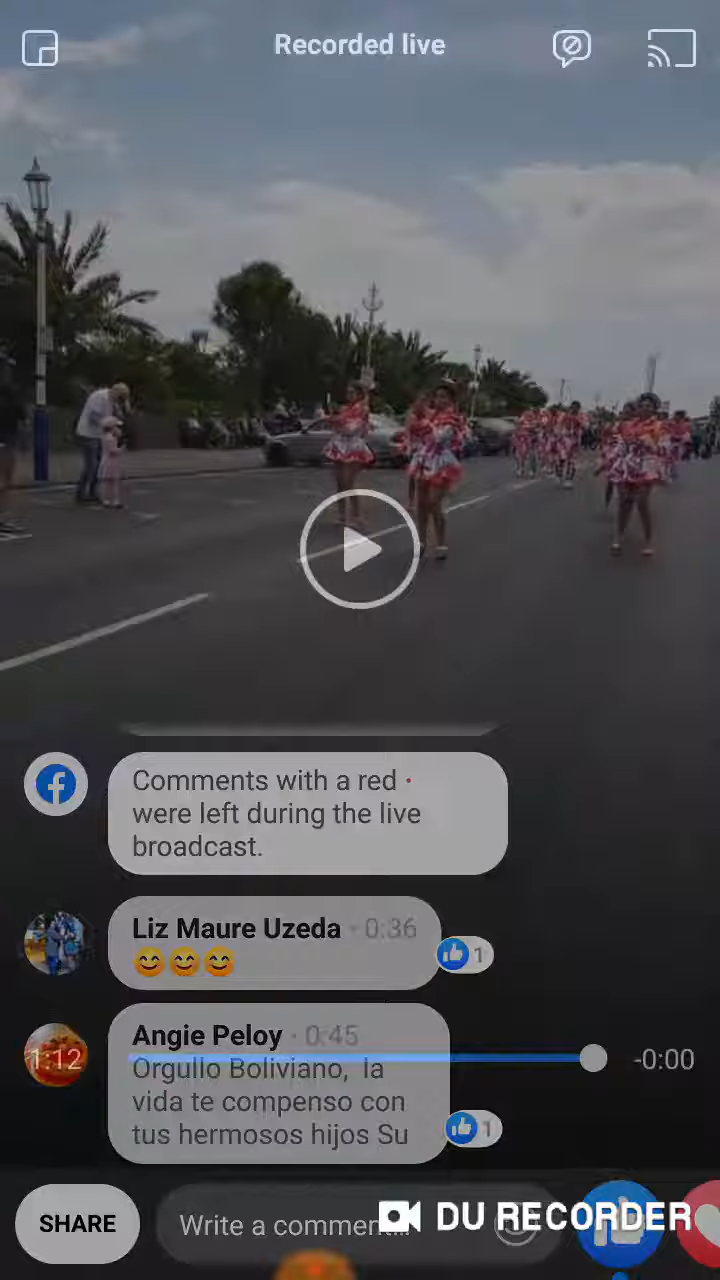 Recorded live
Comments with a red •
were left during the live
broadcast.
Liz Maure Uzeda · 0:36
😊😊😊
1
Angie Peloy · 0:45
1:12
-0:00
Orgullo Boliviano, la
vida te compenso con
tus hermosos hijos Su
1
SHARE
Write a comment...
DU RECORDER